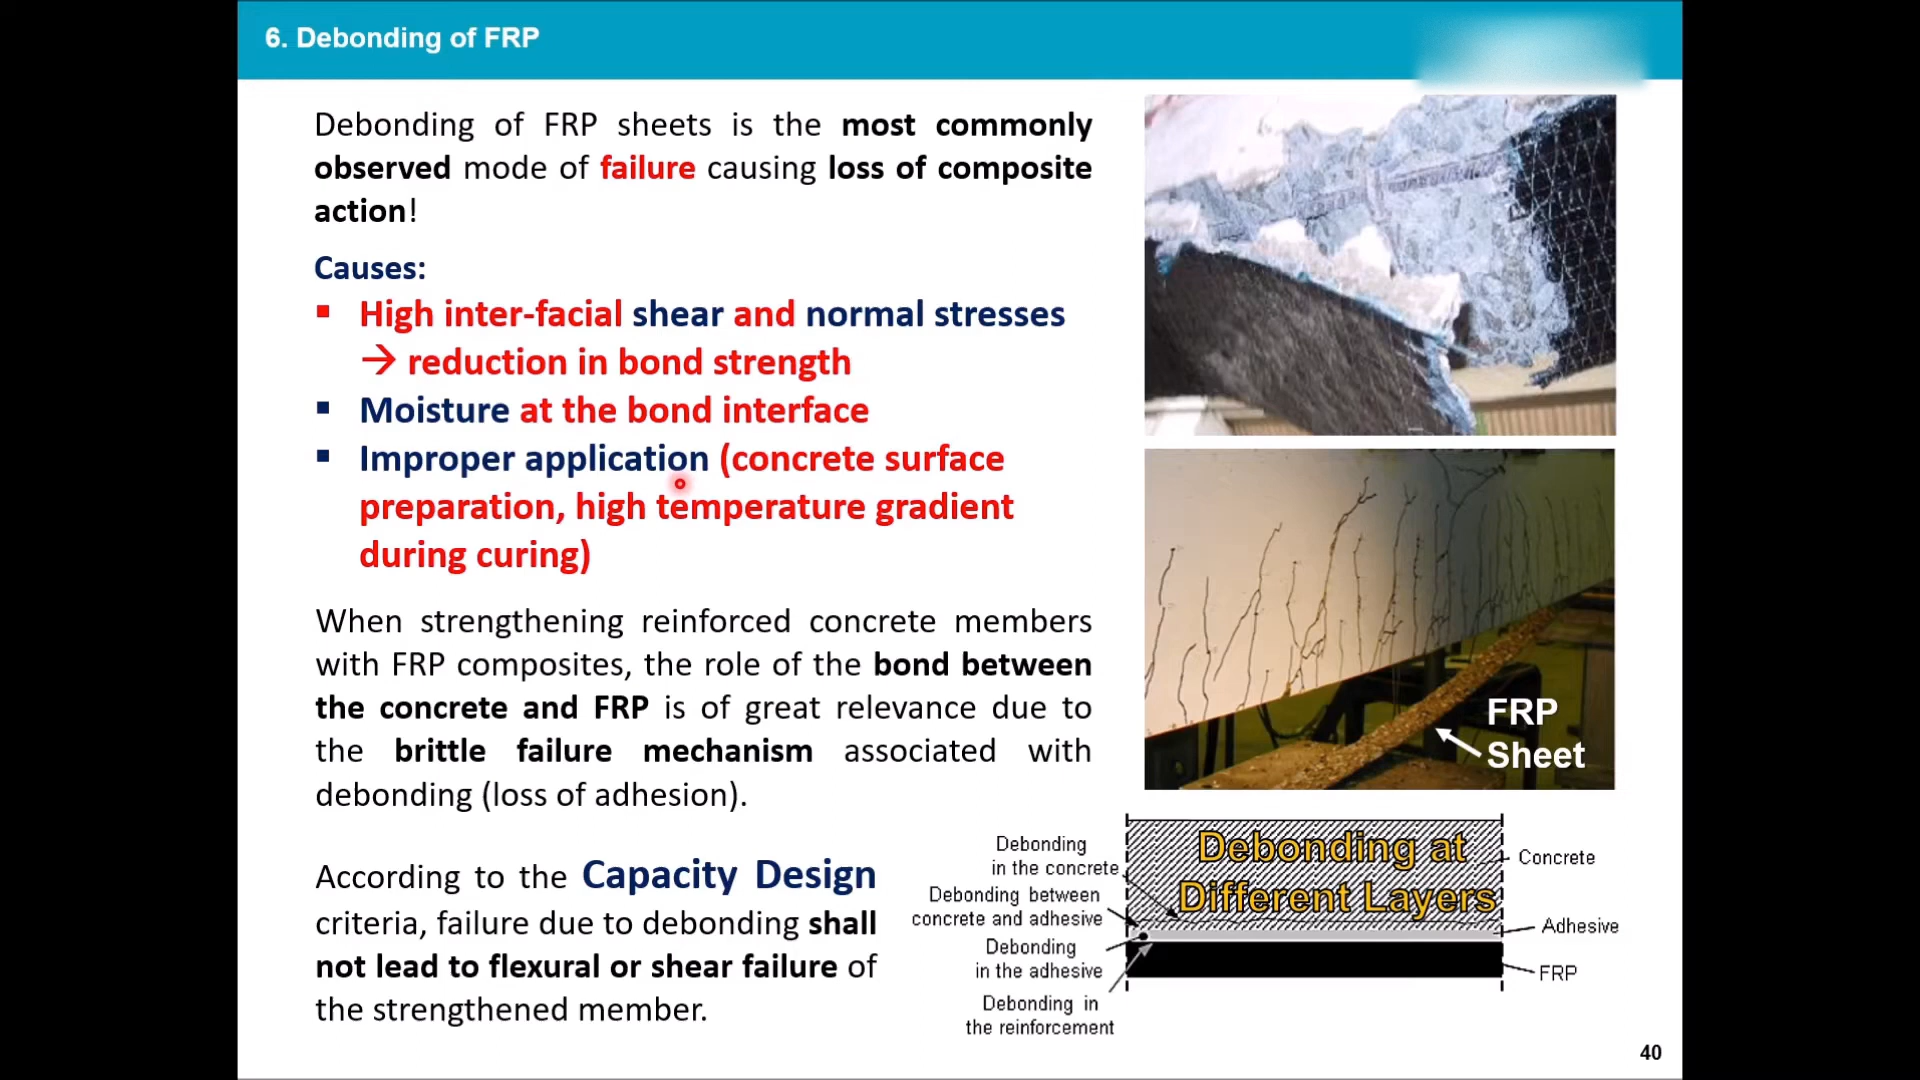 6. Debonding of FRP
Debonding of FRP sheets is the most commonly
observed mode of failure causing loss of composite
action!
Causes:
▪ High inter-facial shear and normal stresses
→ reduction in bond strength
▪ Moisture at the bond interface
▪ Improper application (concrete surface
preparation, high temperature gradient
during curing)
When strengthening reinforced concrete members
with FRP composites, the role of the bond between
the concrete and FRP is of great relevance due to
the brittle failure mechanism associated with
debonding (loss of adhesion).
According to the Capacity Design
criteria, failure due to debonding shall
not lead to flexural or shear failure of
the strengthened member.
FRP
Sheet
Debonding
in the concrete
Debonding between
concrete and adhesive
Debonding
in the adhesive
Debonding in
the reinforcement
Debonding at
Different Layers
Concrete
Adhesive
FRP
40